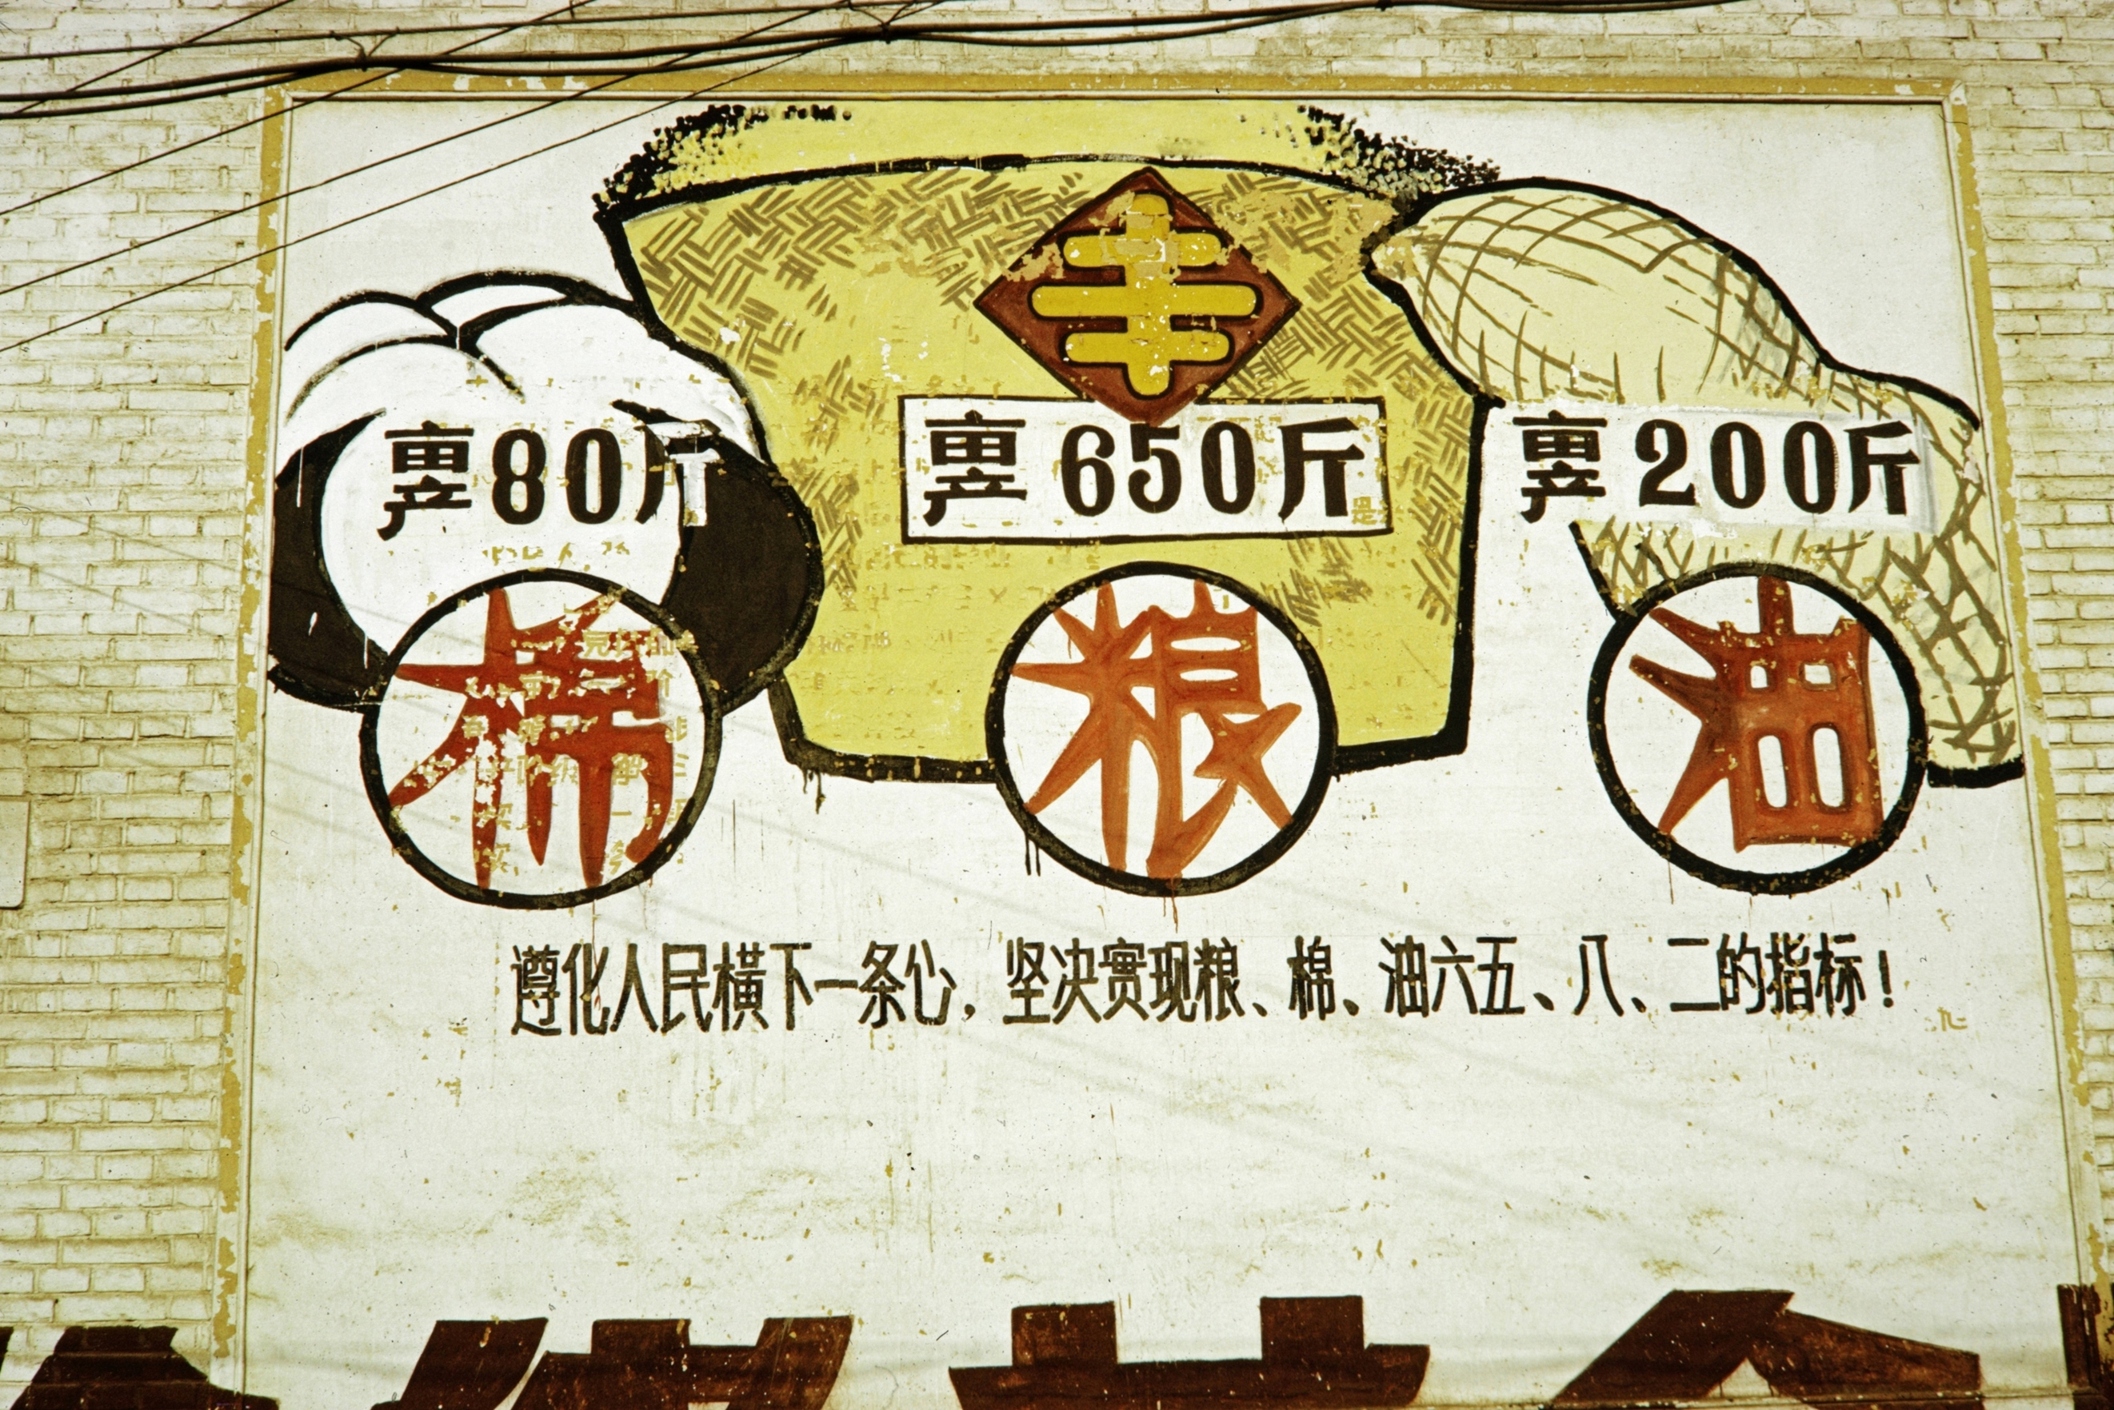 丰
亩产80斤
亩产650斤
亩产200斤
棉
粮
油
遵化人民横下一条心，坚决实现粮、棉、油六五、八、二的指标！